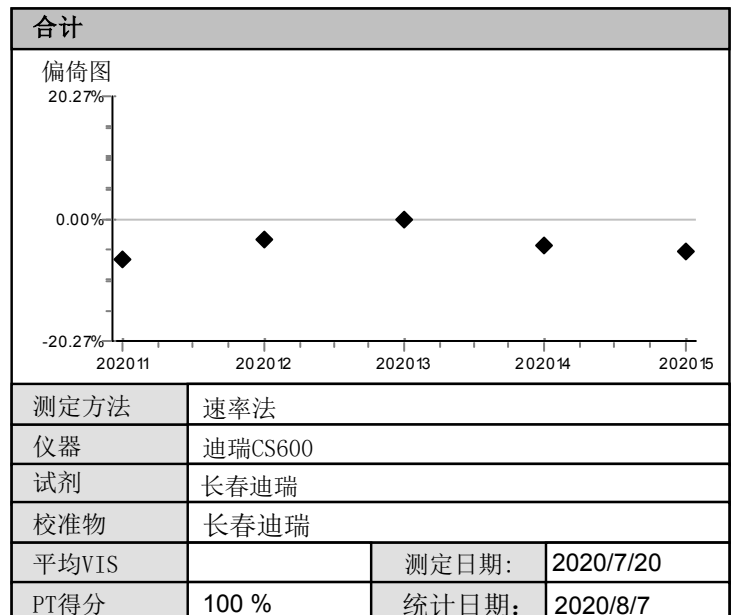 合计
偏倚图
20.27%
0.00%
-20.27%
202011 202012 202013 202014 202015
测定方法 速率法
仪器 迪瑞CS600
试剂 长春迪瑞
校准物 长春迪瑞
平均VIS 测定日期: 2020/7/20
PT得分 100 % 统计日期: 2020/8/7